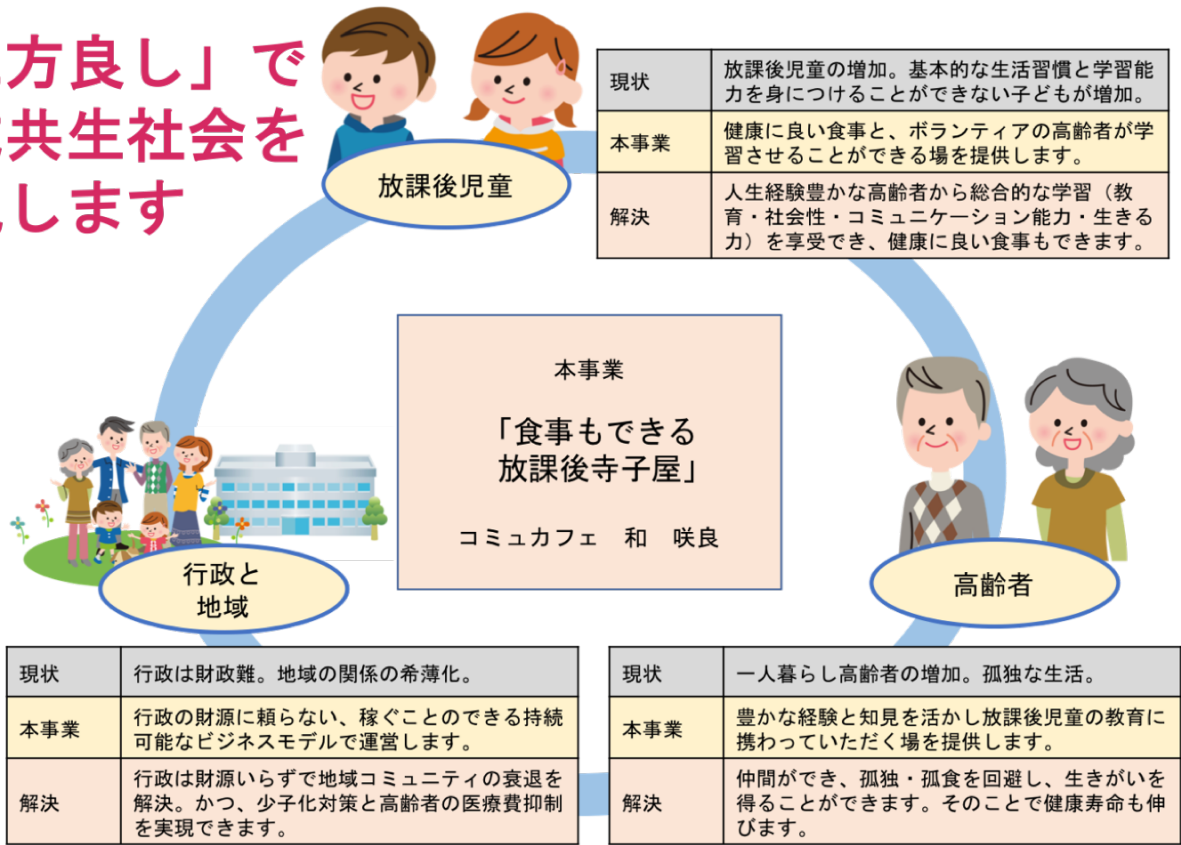 方良し」で
共生社会を
します
放課後児童
現状
放課後児童の増加。基本的な生活習慣と学習能
力を身につけることができない子どもが増加。
本事業
健康に良い食事と、ボランティアの高齢者が学
習させることができる場を提供します。
解決
人生経験豊かな高齢者から総合的な学習（教
育・社会性・コミュニケーション能力・生きる
力）を享受でき、健康に良い食事もできます。
本事業
「食事もできる
放課後寺子屋」
コミュカフェ　和　咲良
行政と
地域
高齢者
現状
行政は財政難。地域の関係の希薄化。
本事業
行政の財源に頼らない、稼ぐことのできる持続
可能なビジネスモデルで運営します。
解決
行政は財源いらずで地域コミュニティの衰退を
解決。かつ、少子化対策と高齢者の医療費抑制
を実現できます。
現状
一人暮らし高齢者の増加。孤独な生活。
本事業
豊かな経験と知見を活かし放課後児童の教育に
携わっていただく場を提供します。
解決
仲間ができ、孤独・孤食を回避し、生きがいを
得ることができます。そのことで健康寿命も伸
びます。